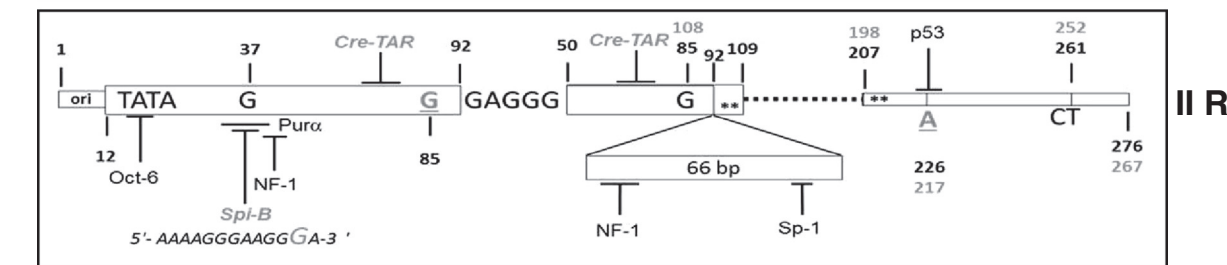 108 198 252
1 37 Cre-TAR 92 50 Cre-TAR 85 92 109 207 p53 261
ori TATA G G GAGGG G ** ** II R
A CT
Purα
12 85 276
Oct-6 NF-1 66 bp 226 267
Spi-B 217
NF-1 Sp-1
5'- AAAAGGGAAGGGA-3 '